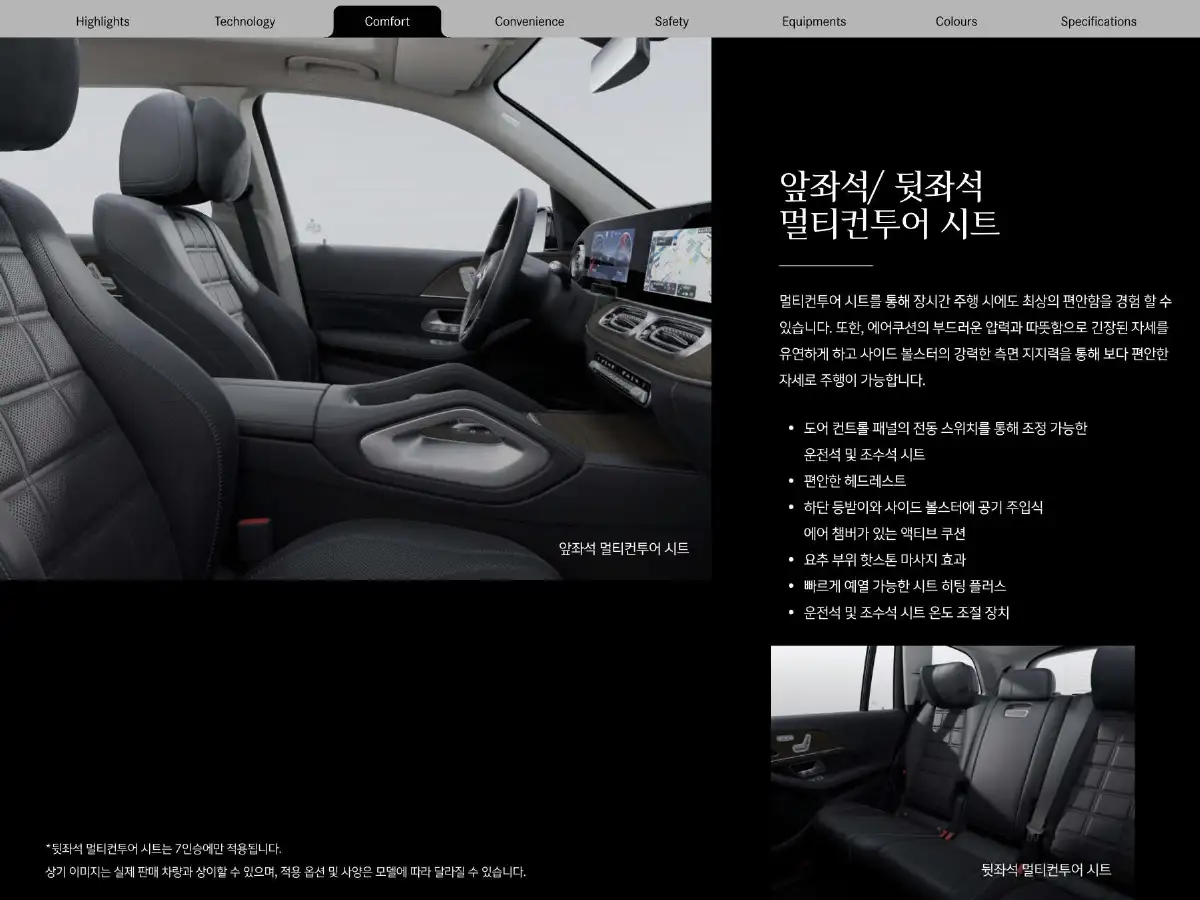 Highlights
Technology
Comfort
Convenience
Safety
Equipments
Colours
Specifications
앞좌석/ 뒷좌석
멀티컨투어 시트
멀티컨투어 시트를 통해 장시간 주행 시에도 최상의 편안함을 경험 할 수
있습니다. 또한, 에어쿠션의 부드러운 압력과 따뜻함으로 긴장된 자세를
유연하게 하고 사이드 볼스터의 강력한 측면 지지력을 통해 보다 편안한
자세로 주행이 가능합니다.
• 도어 컨트롤 패널의 전동 스위치를 통해 조정 가능한
운전석 및 조수석 시트
• 편안한 헤드레스트
• 하단 등받이와 사이드 볼스터에 공기 주입식
에어 챔버가 있는 액티브 쿠션
• 요추 부위 핫스톤 마사지 효과
• 빠르게 예열 가능한 시트 히팅 플러스
• 운전석 및 조수석 시트 온도 조절 장치
앞좌석 멀티컨투어 시트
뒷좌석 멀티컨투어 시트
*뒷좌석 멀티컨투어 시트는 7인승에만 적용됩니다.
상기 이미지는 실제 판매 차량과 상이할 수 있으며, 적용 옵션 및 사양은 모델에 따라 달라질 수 있습니다.